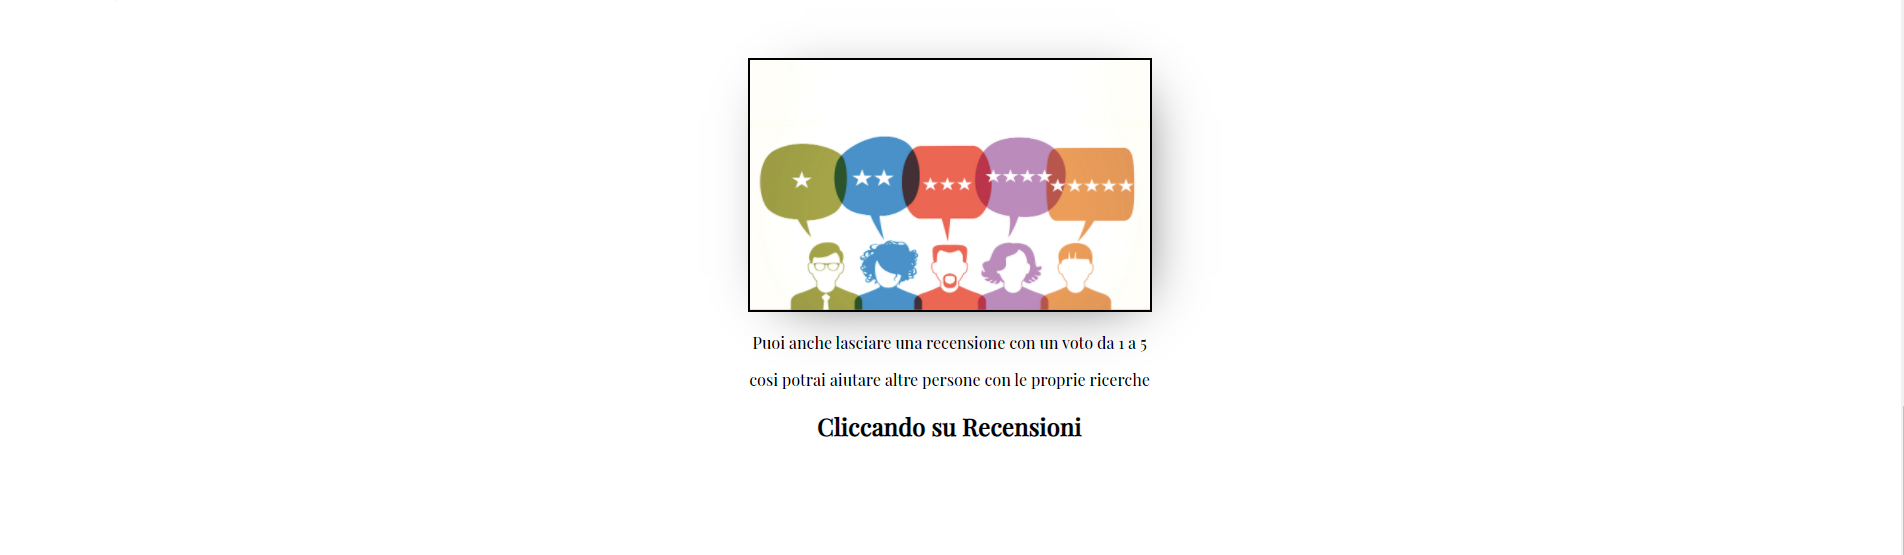 Puoi anche lasciare una recensione con un voto da 1 a 5
cosi potrai aiutare altre persone con le proprie ricerche
Cliccando su Recensioni